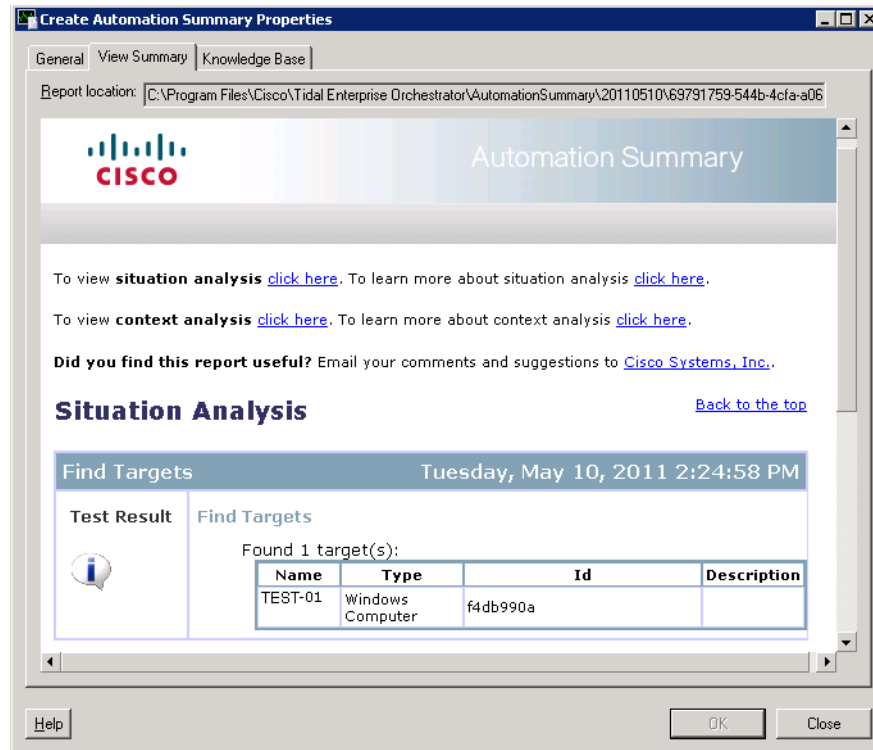 Create Automation Summary Properties
General View Summary Knowledge Base
Report location: C:\Program Files\Cisco\Tidal Enterprise Orchestrator\AutomationSummary\20110510\69791759-544b-4cfa-a06
CISCO
Automation Summary
To view situation analysis click here. To learn more about situation analysis click here.
To view context analysis click here. To learn more about context analysis click here.
Did you find this report useful? Email your comments and suggestions to Cisco Systems, Inc..
Situation Analysis Back to the top
Find Targets Tuesday, May 10, 2011 2:24:58 PM
Test Result Find Targets
Found 1 target(s):
Name Type Id Description
TEST-01 Windows Computer f4db990a
Help OK Close